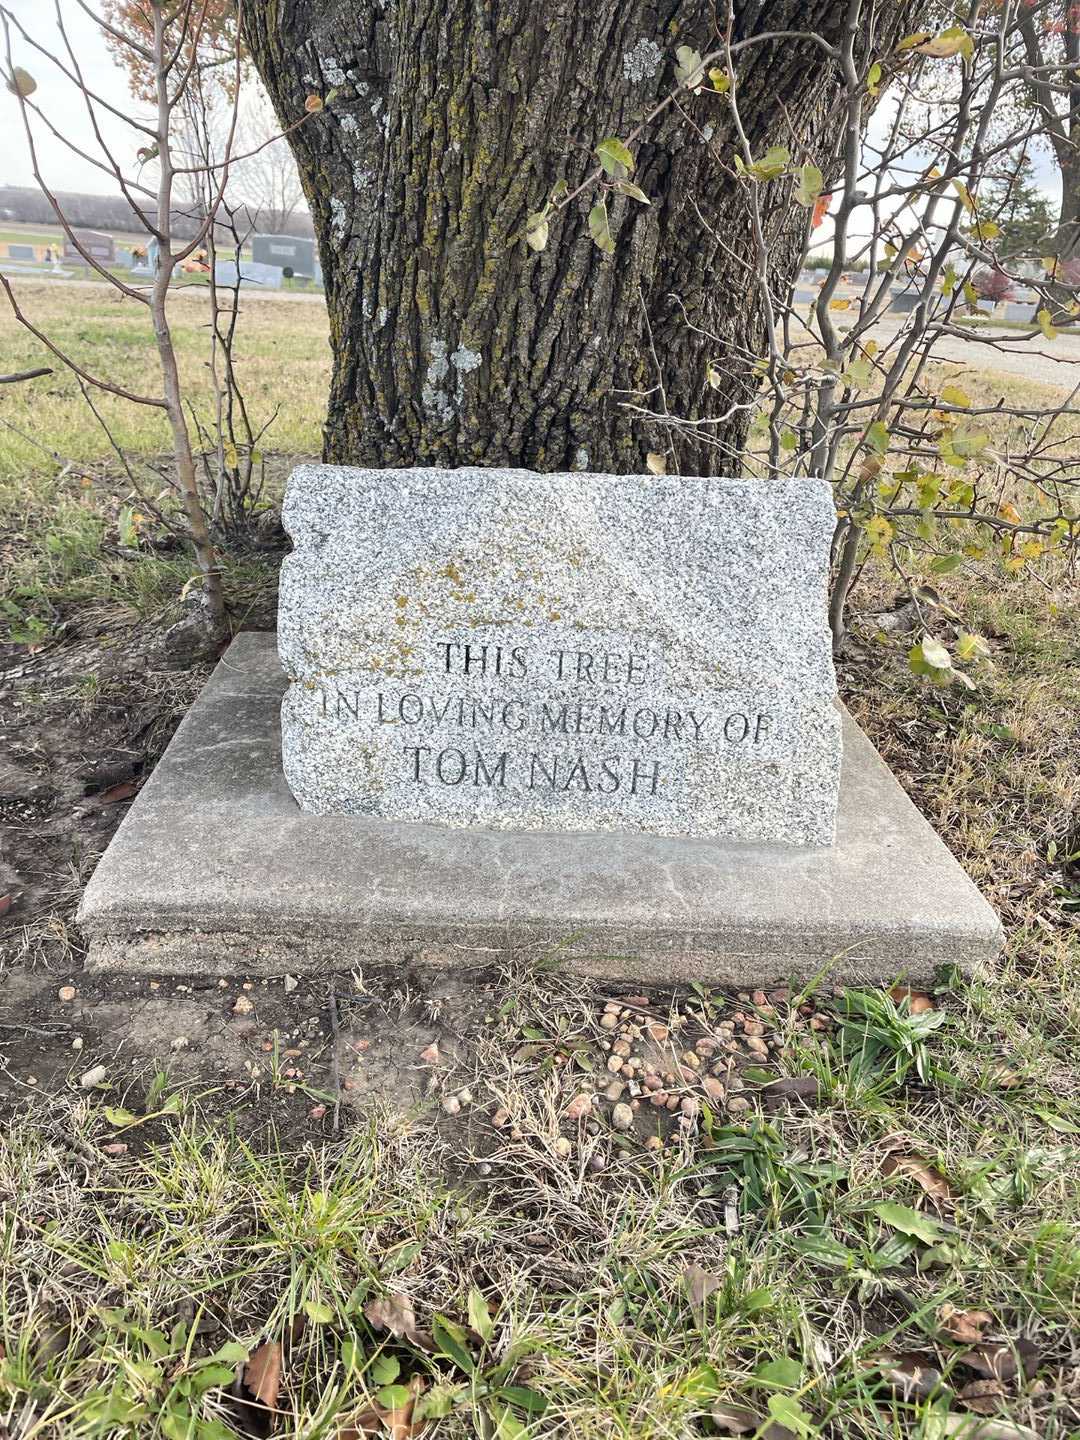 THIS TREE
IN LOVING MEMORY OF
TOM NASH